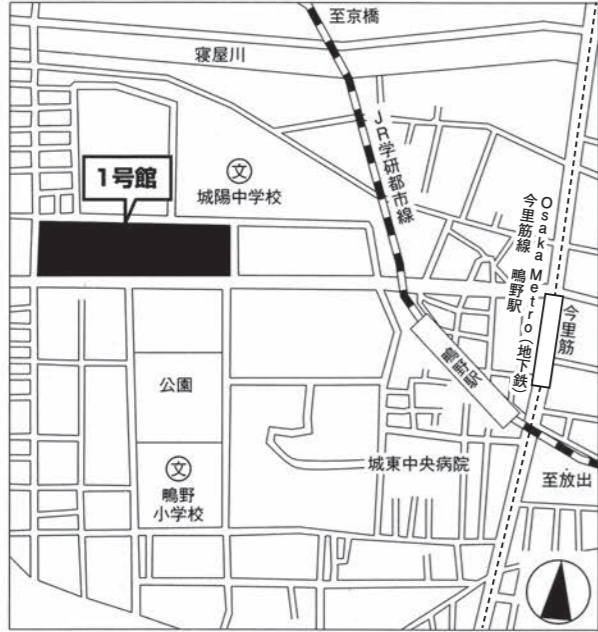 至京橋
寝屋川
JR学研都市線
1号館
文
城陽中学校
Osaka Metro(地下鉄)
今里筋線 鴫野駅
今里筋
鴫野駅
公園
文
鴫野
小学校
城東中央病院
至放出